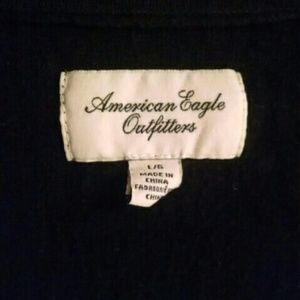 American Eagle
Outfitters
L/G
MADE IN
CHINA